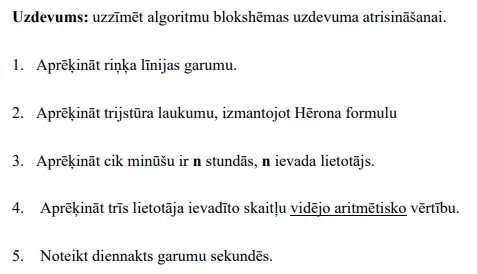 Uzdevums: uzzīmēt algoritmu blokshēmas uzdevuma atrisināšanai.
1. Aprēķināt riņķa līnijas garumu.
2. Aprēķināt trijstūra laukumu, izmantojot Hērona formulu
3. Aprēķināt cik minūšu ir n stundās, n ievada lietotājs.
4. Aprēķināt trīs lietotāja ievadīto skaitļu vidējo aritmētisko vērtību.
5. Noteikt diennakts garumu sekundēs.